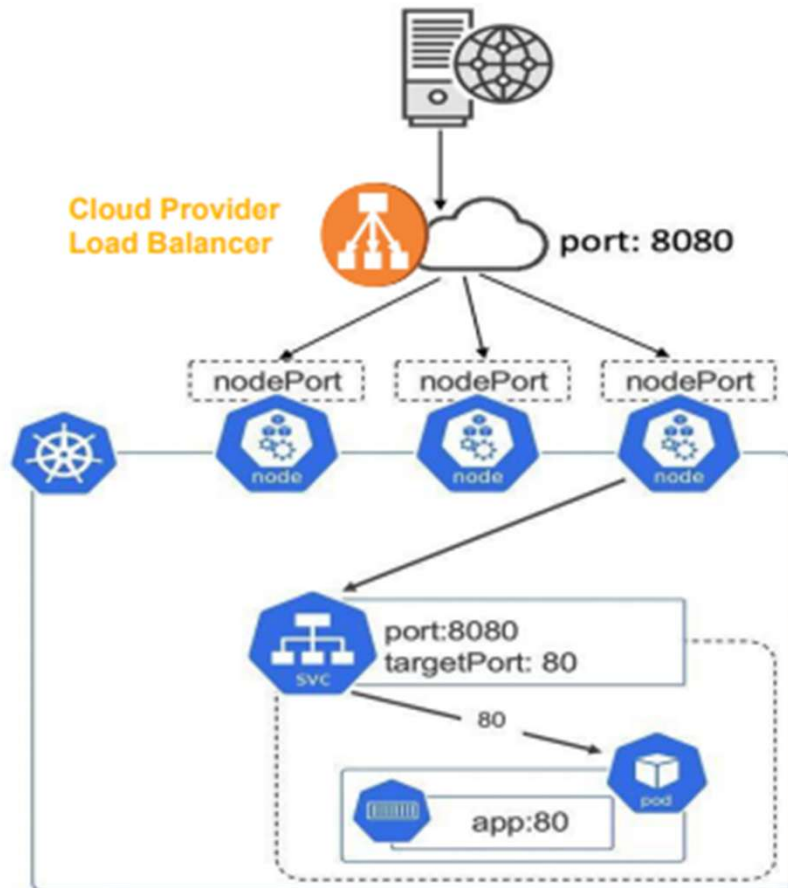 Cloud Provider
Load Balancer
port: 8080
nodePort
nodePort
nodePort
node
node
node
port:8080
targetPort: 80
svc
80
pod
app:80